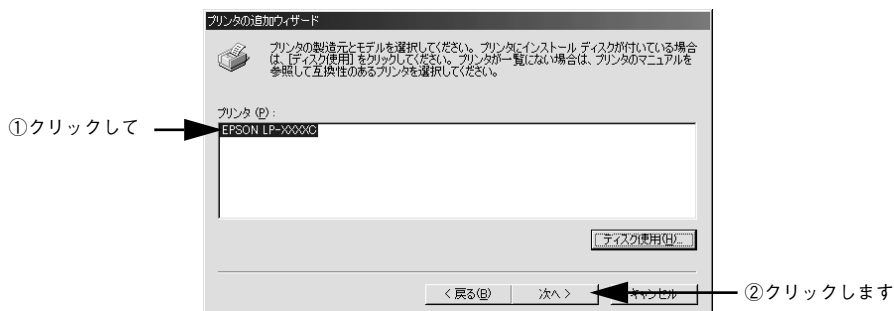 プリンタの追加ウィザード
プリンタの製造元とモデルを選択してください。プリンタにインストール ディスクが付いている場合
は、[ディスク使用] をクリックしてください。プリンタが一覧にない場合は、プリンタのマニュアルを
参照して互換性のあるプリンタを選択してください。
プリンタ (P) :
①クリックして
EPSON LP-XXXXC
ディスク使用(H)...
< 戻る(B)
次へ >
キャンセル
②クリックします